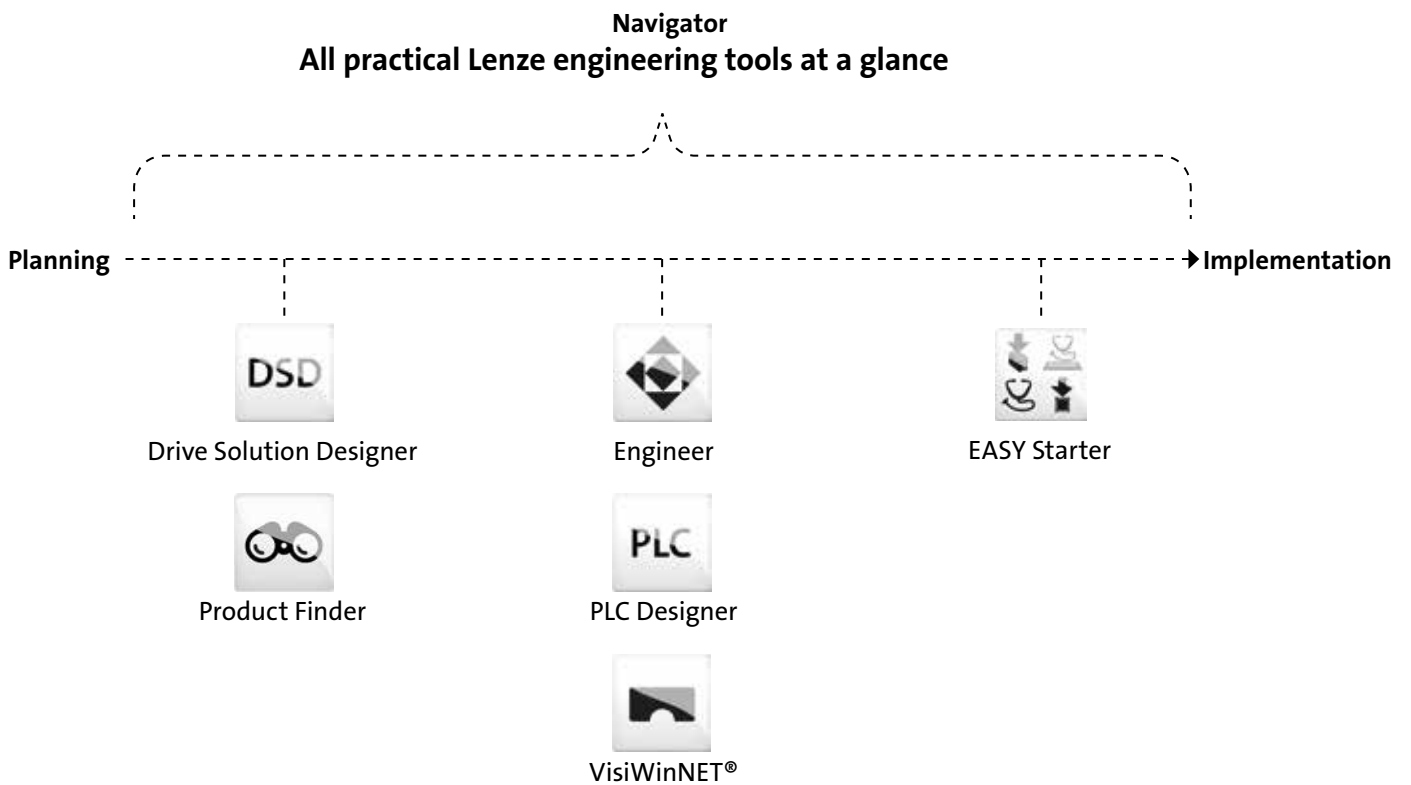 Navigator
All practical Lenze engineering tools at a glance
Planning
Implementation
DSD
Drive Solution Designer
Engineer
EASY Starter
Product Finder
PLC
PLC Designer
VisiWinNET®